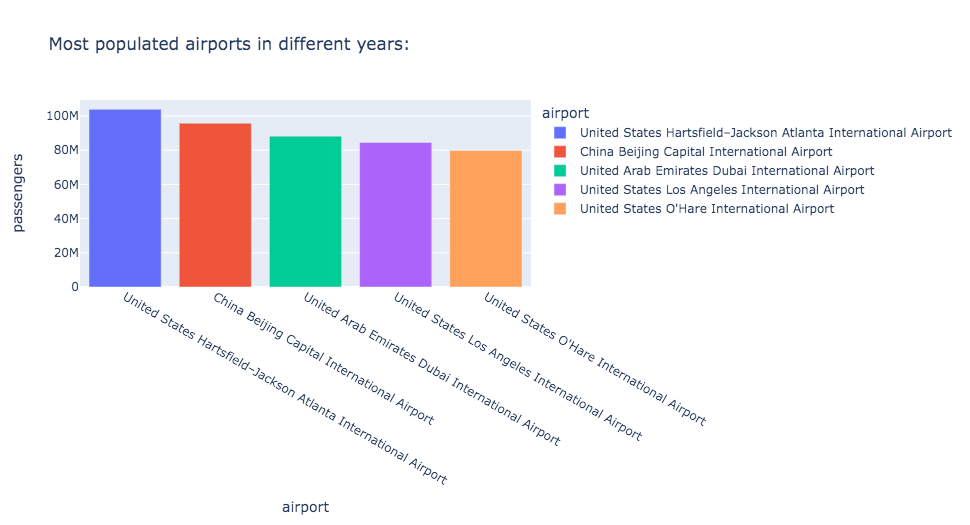 Most populated airports in different years:
passengers
100M
80M
60M
40M
20M
0
airport
United States Hartsfield–Jackson Atlanta International Airport
China Beijing Capital International Airport
United Arab Emirates Dubai International Airport
United States Los Angeles International Airport
United States O'Hare International Airport
United States Hartsfield–Jackson Atlanta International Airport
China Beijing Capital International Airport
United Arab Emirates Dubai International Airport
United States Los Angeles International Airport
United States O'Hare International Airport
airport